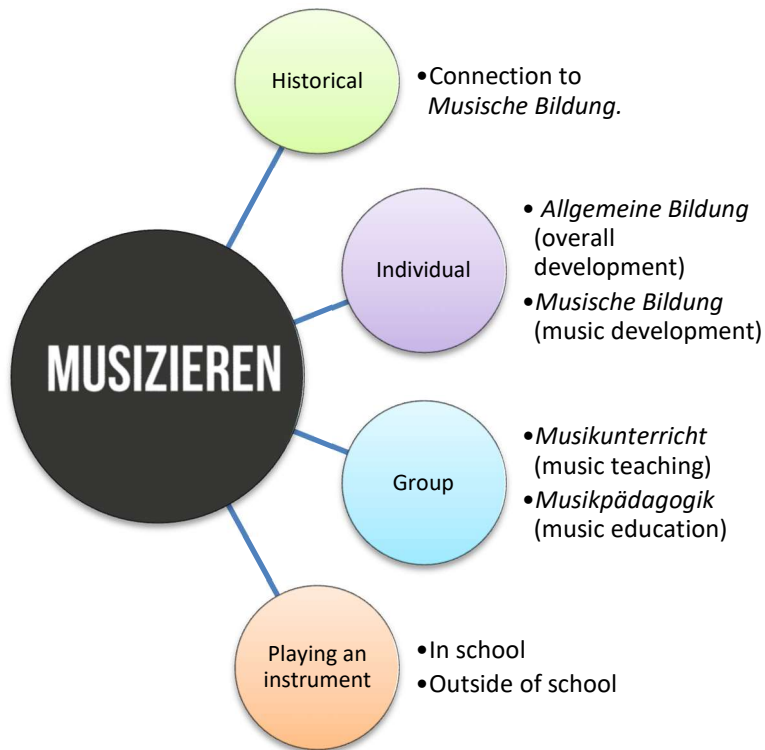 Historical
•Connection to
Musische Bildung.
MUSIZIEREN
Individual
• Allgemeine Bildung
(overall
development)
•Musische Bildung
(music development)
Group
•Musikunterricht
(music teaching)
•Musikpädagogik
(music education)
Playing an
instrument
•In school
•Outside of school